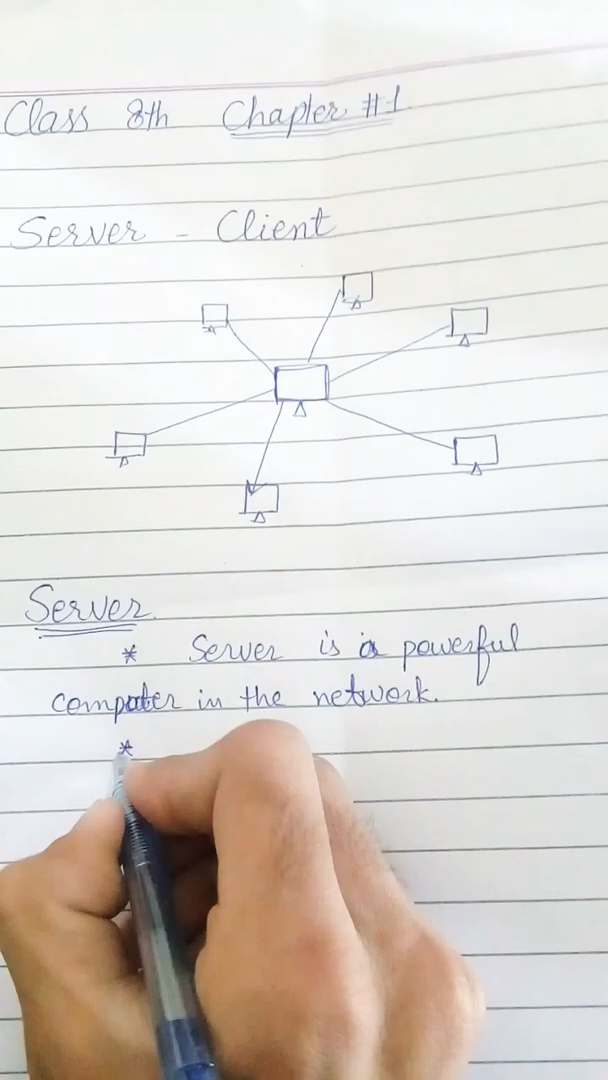 Class 8th Chapter #1
Server - Client
Server
* Server is a powerful
computer in the network.
*